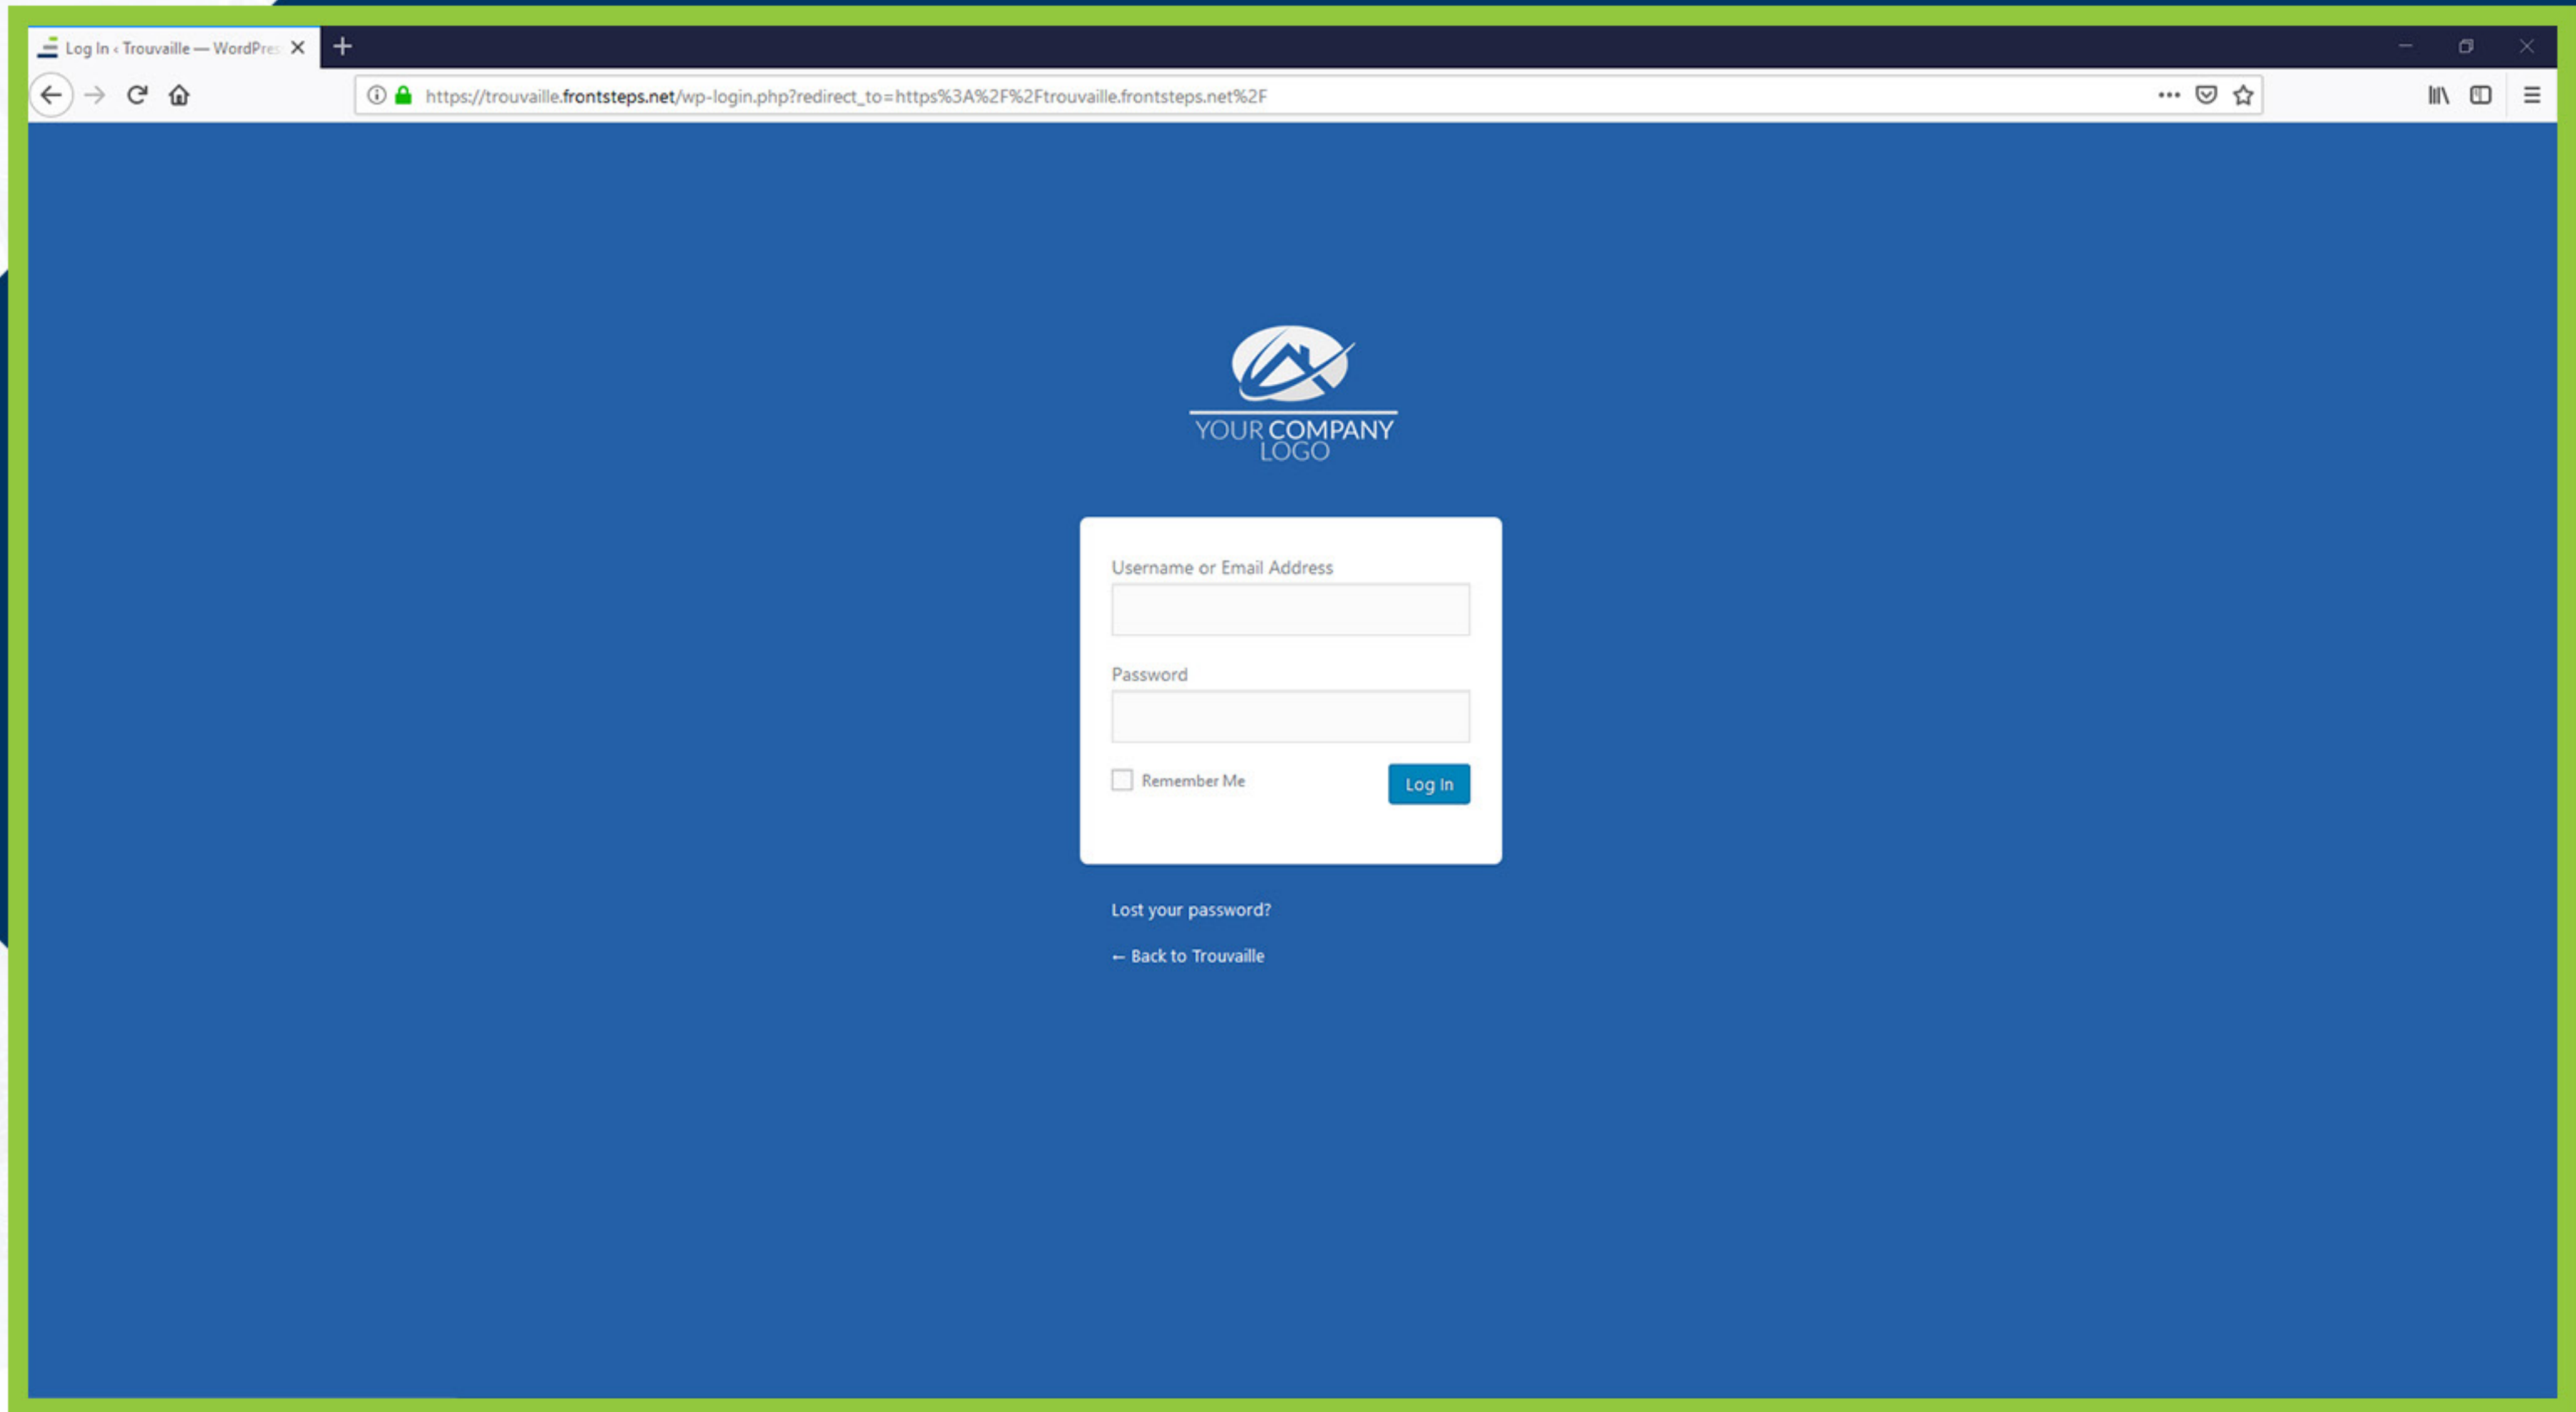 Log In ‹ Trouvaille — WordPres
https://trouvaille.frontsteps.net/wp-login.php?redirect_to=https%3A%2F%2Ftrouvaille.frontsteps.net%2F
YOUR COMPANY
LOGO
Username or Email Address
Password
Remember Me
Log In
Lost your password?
← Back to Trouvaille